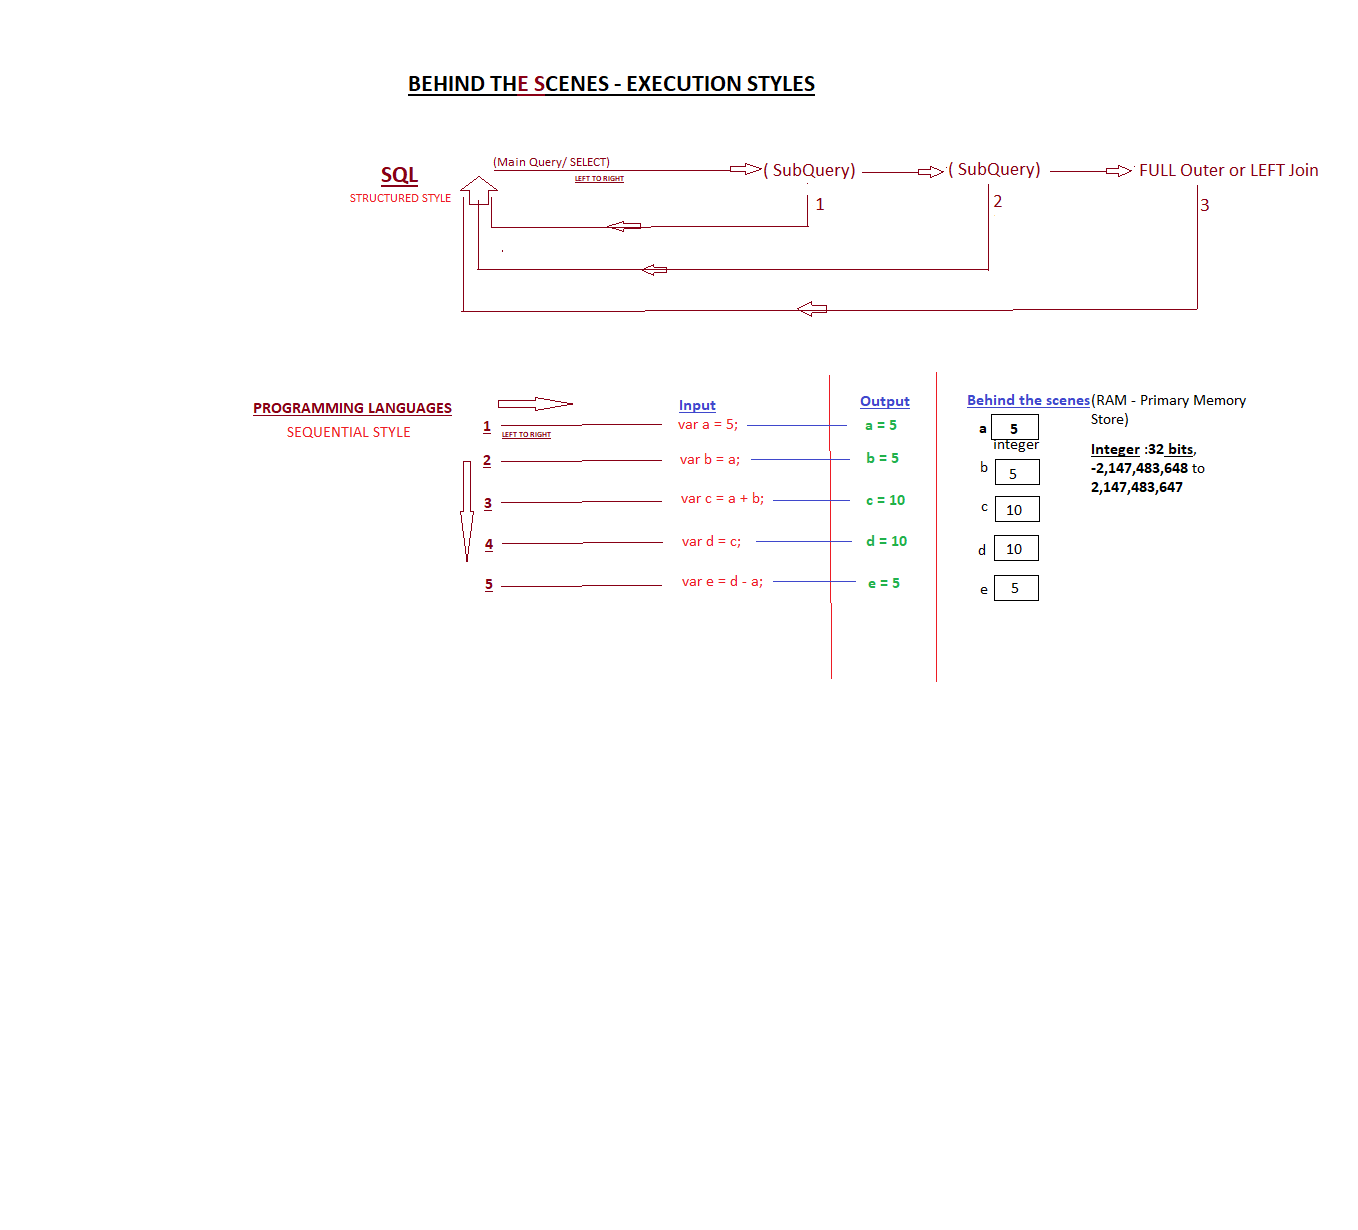 BEHIND THE SCENES - EXECUTION STYLES
SQL
STRUCTURED STYLE
(Main Query/ SELECT)
LEFT TO RIGHT
( SubQuery)
( SubQuery)
FULL Outer or LEFT Join
1
2
3
PROGRAMMING LANGUAGES
SEQUENTIAL STYLE
LEFT TO RIGHT
Input
Output
Behind the scenes(RAM - Primary Memory
Store)
1
var a = 5;
a = 5
a
5
integer
Integer :32 bits,
-2,147,483,648 to
2,147,483,647
2
var b = a;
b = 5
b
5
3
var c = a + b;
c = 10
c
10
4
var d = c;
d = 10
d
10
5
var e = d - a;
e = 5
e
5